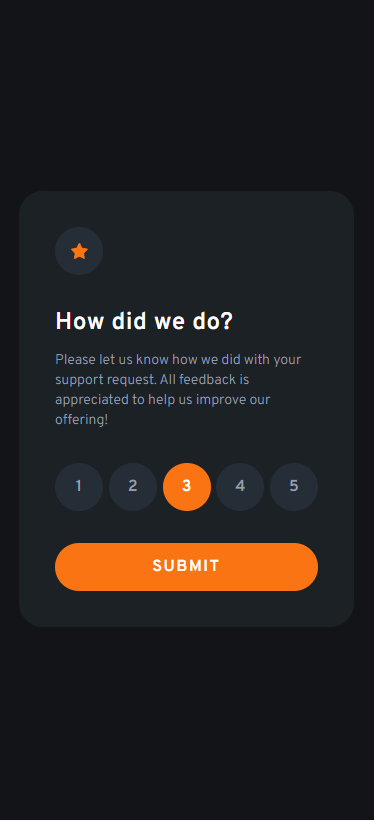 How did we do?
Please let us know how we did with your
support request. All feedback is
appreciated to help us improve our
offering!
1 2 3 4 5
SUBMIT